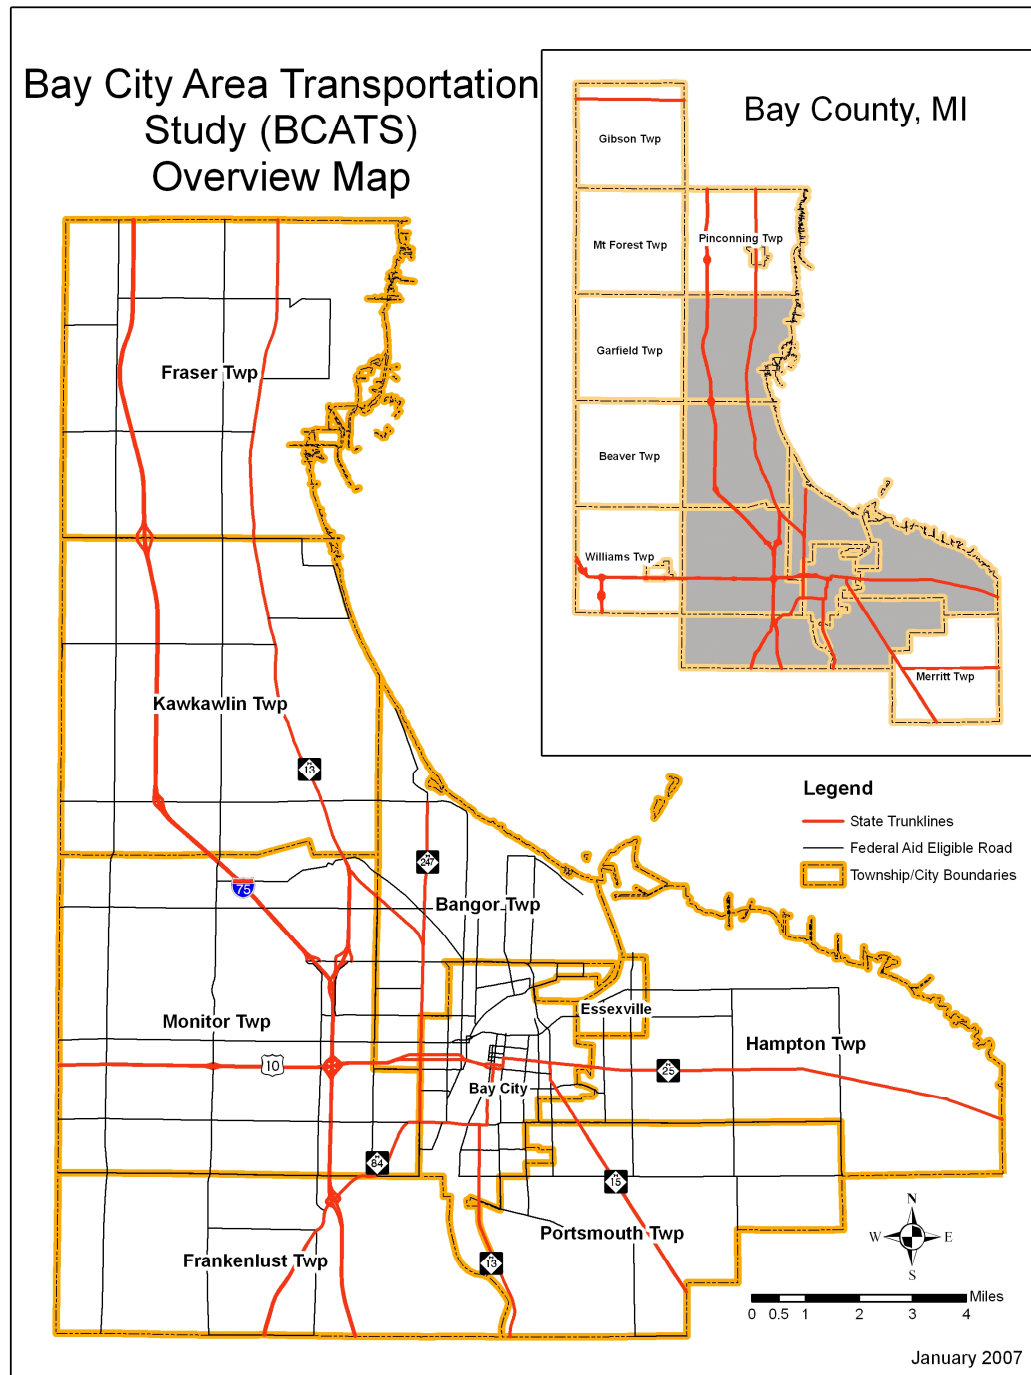 Bay City Area Transportation
Study (BCATS)
Overview Map
Bay County, MI
Gibson Twp
Mt Forest Twp
Pinconning Twp
Garfield Twp
Beaver Twp
Williams Twp
Merritt Twp
Fraser Twp
Kawkawlin Twp
M
13
Legend
State Trunklines
Federal Aid Eligible Road
Township/City Boundaries
M
247
75
Bangor Twp
Essexville
Monitor Twp
Hampton Twp
10
M
25
Bay City
M
84
M
15
Portsmouth Twp
Frankenlust Twp
M
13
N
W E
S
Miles
0 0.5 1 2 3 4
January 2007